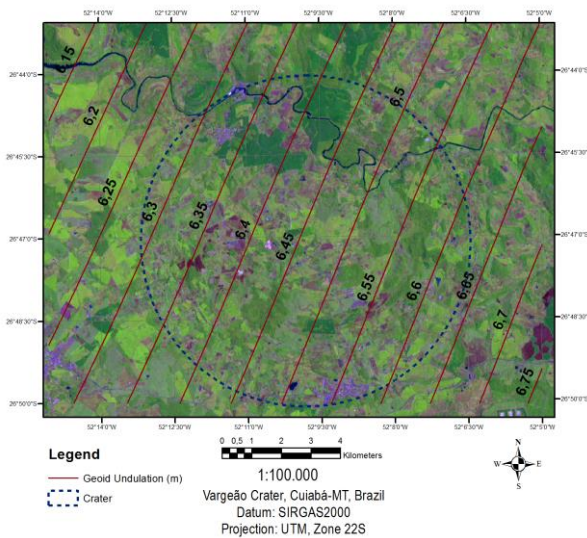 52°14'0"W 52°12'30"W 52°11'0"W 52°9'30"W 52°8'0"W 52°6'30"W 52°5'0"W
26°44'0"S 26°44'0"S
6,15
6,2
6,5
26°45'30"S 26°45'30"S
6,25
6,3
6,35
6,4
6,45
26°47'0"S 26°47'0"S
6,55
6,6
6,65
6,7
26°48'30"S 26°48'30"S
6,75
26°50'0"S 26°50'0"S
52°14'0"W 52°12'30"W 52°11'0"W 52°9'30"W 52°8'0"W 52°6'30"W 52°5'0"W
Legend
Geoid Undulation (m)
Crater
0 0,5 1 2 3 4
Kilometers
1:100.000
Vargeão Crater, Cuiabá-MT, Brazil
Datum: SIRGAS2000
Projection: UTM, Zone 22S
N
W E
S